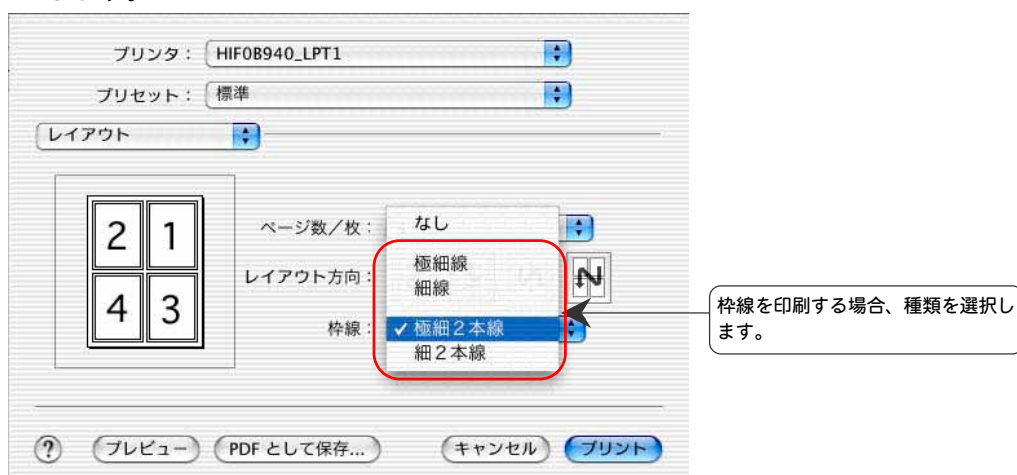 プリンタ： HIF0B940_LPT1
プリセット： 標準
レイアウト
2 1
4 3
ページ数／枚：
レイアウト方向：
枠線：
なし
極細線
細線
✓ 極細２本線
細２本線
枠線を印刷する場合、種類を選択し
ます。
? プレビュー PDF として保存... キャンセル プリント